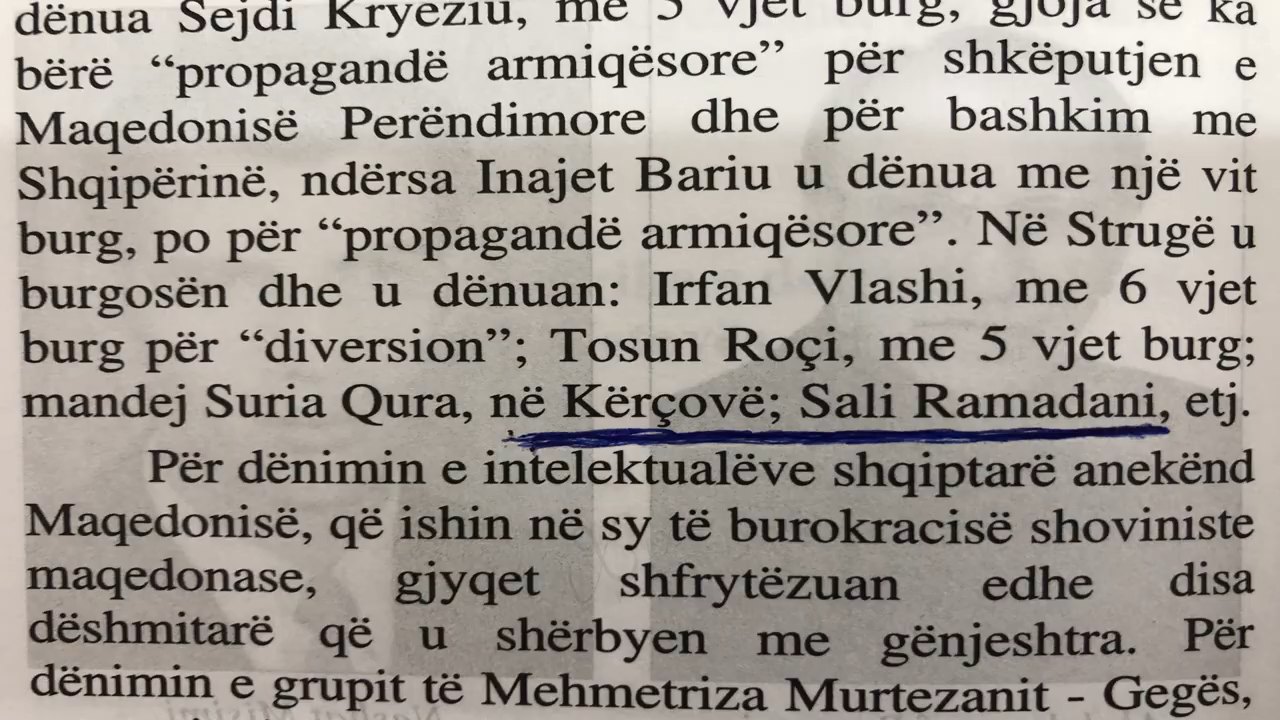 dënua Sejdi Kryeziu, me 5 vjet burg, gjoja se ka
bërë “propagandë armiqësore” për shkëputjen e
Maqedonisë Perëndimore dhe për bashkim me
Shqipërinë, ndërsa Inajet Bariu u dënua me një vit
burg, po për “propagandë armiqësore”. Në Strugë u
burgosën dhe u dënuan: Irfan Vlashi, me 6 vjet
burg për “diversion”; Tosun Roçi, me 5 vjet burg;
mandej Suria Qura, në Kërçovë; Sali Ramadani, etj.
Për dënimin e intelektualëve shqiptarë anekënd
Maqedonisë, që ishin në sy të burokracisë shoviniste
maqedonase, gjyqet shfrytëzuan edhe disa
dëshmitarë që u shërbyen me gënjeshtra. Për
dënimin e grupit të Mehmetriza Murtezanit - Gegës,